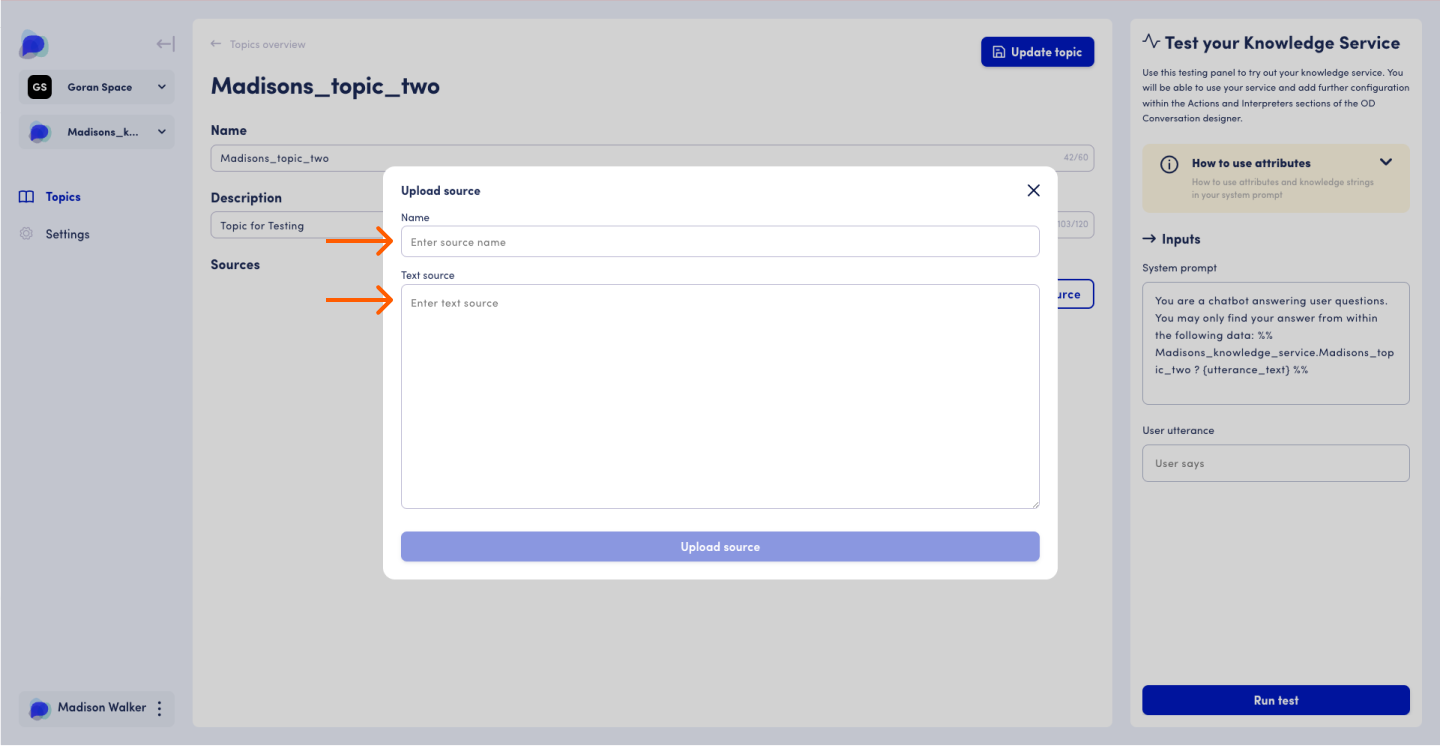 GS
Goran Space
Madisons_k...
Topics
Settings
Madison Walker
Topics overview
Update topic
Madisons_topic_two
Name
Madisons_topic_two
42/60
Description
Topic for Testing
103/120
Sources
urce
Upload source
Name
Enter source name
Text source
Enter text source
Upload source
Test your Knowledge Service
Use this testing panel to try out your knowledge service. You
will be able to use your service and add further configuration
within the Actions and Interpreters sections of the OD
Conversation designer.
How to use attributes
How to use attributes and knowledge strings
in your system prompt
Inputs
System prompt
You are a chatbot answering user questions.
You may only find your answer from within
the following data: %%
Madisons_knowledge_service.Madisons_top
ic_two ? {utterance_text} %%
User utterance
User says
Run test